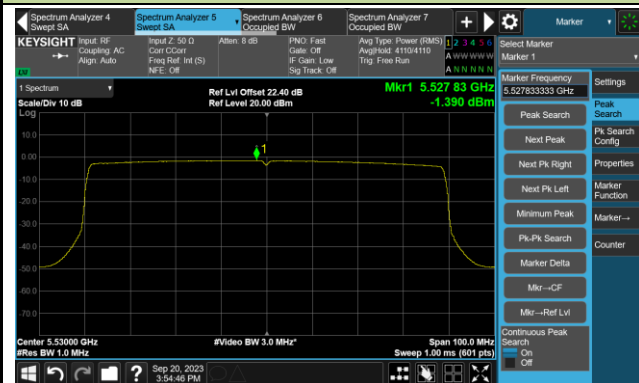 Spectrum Analyzer 4
Swept SA
Spectrum Analyzer 5
Swept SA
Spectrum Analyzer 6
Occupied BW
Spectrum Analyzer 7
Occupied BW
Marker
KEYSIGHT
Input: RF
Coupling: AC
Align: Auto
Input Z: 50 Ω
Corr CCorr
Freq Ref: Int (S)
NFE: Off
Atten: 8 dB
PNO: Fast
Gate: Off
IF Gain: Low
Sig Track: Off
Avg Type: Power (RMS)
Avg|Hold: 4110/4110
Trig: Free Run
1 2 3 4 5 6
A W W W W W
A N N N N N
LXI
Select Marker
Marker 1
1 Spectrum
Scale/Div 10 dB
Log
Ref Lvl Offset 22.40 dB
Ref Level 20.00 dBm
Mkr1 5.527 83 GHz
-1.390 dBm
1
10.0
0.00
-10.0
-20.0
-30.0
-40.0
-50.0
-60.0
-70.0
Center 5.53000 GHz
#Res BW 1.0 MHz
#Video BW 3.0 MHz*
Span 100.0 MHz
Sweep 1.00 ms (601 pts)
Marker Frequency
5.527833333 GHz
Peak Search
Next Peak
Next Pk Right
Next Pk Left
Minimum Peak
Pk-Pk Search
Marker Delta
Mkr→CF
Mkr→Ref Lvl
Continuous Peak
Search
On
Off
Settings
Peak
Search
Pk Search
Config
Properties
Marker
Function
Marker→
Counter
?
Sep 20, 2023
3:54:46 PM